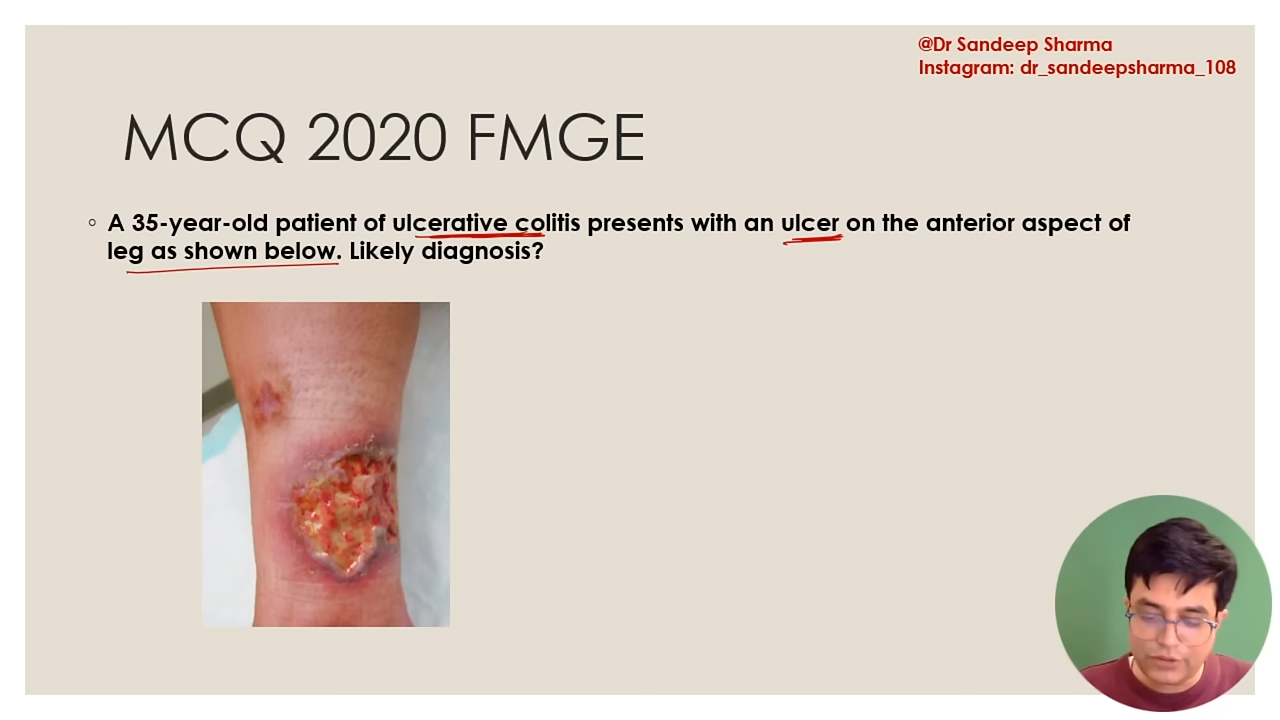 @Dr Sandeep Sharma
Instagram: dr_sandeepsharma_108
MCQ 2020 FMGE
◦ A 35-year-old patient of ulcerative colitis presents with an ulcer on the anterior aspect of
leg as shown below. Likely diagnosis?